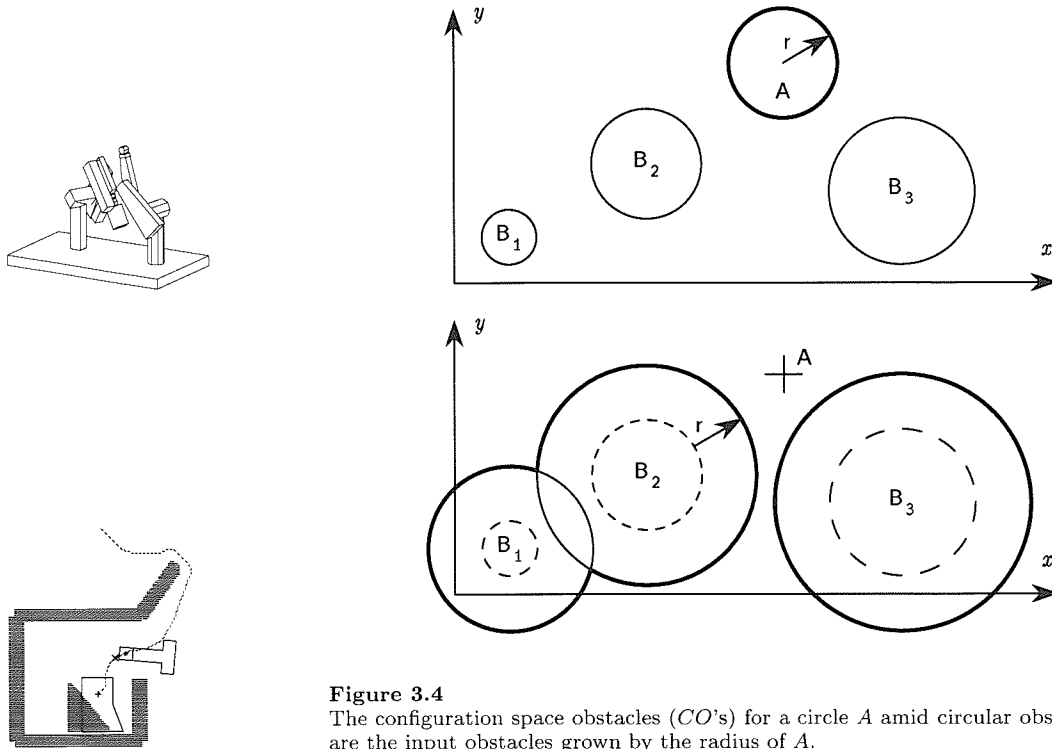 y
r
A
B2
B3
B1
x
y
A
r
B2
B3
B1
x
Figure 3.4
The configuration space obstacles (CO's) for a circle A amid circular obs
are the input obstacles grown by the radius of A.